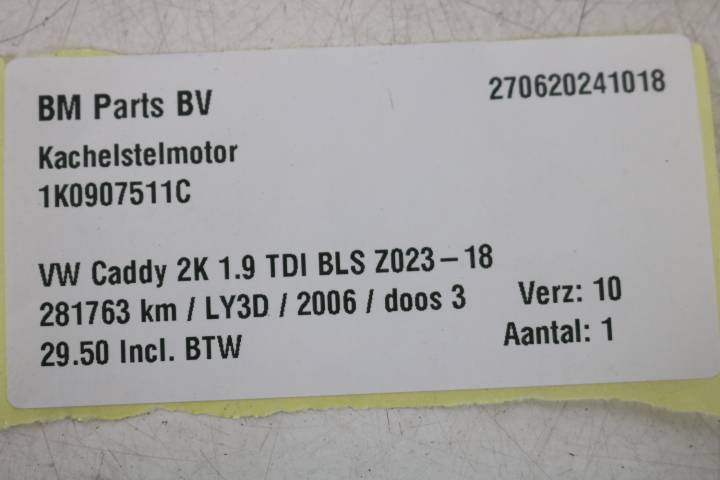 BM Parts BV 270620241018
Kachelstelmotor
1K0907511C
VW Caddy 2K 1.9 TDI BLS Z023-18
281763 km / LY3D / 2006 / doos 3 Verz: 10
29.50 Incl. BTW Aantal: 1